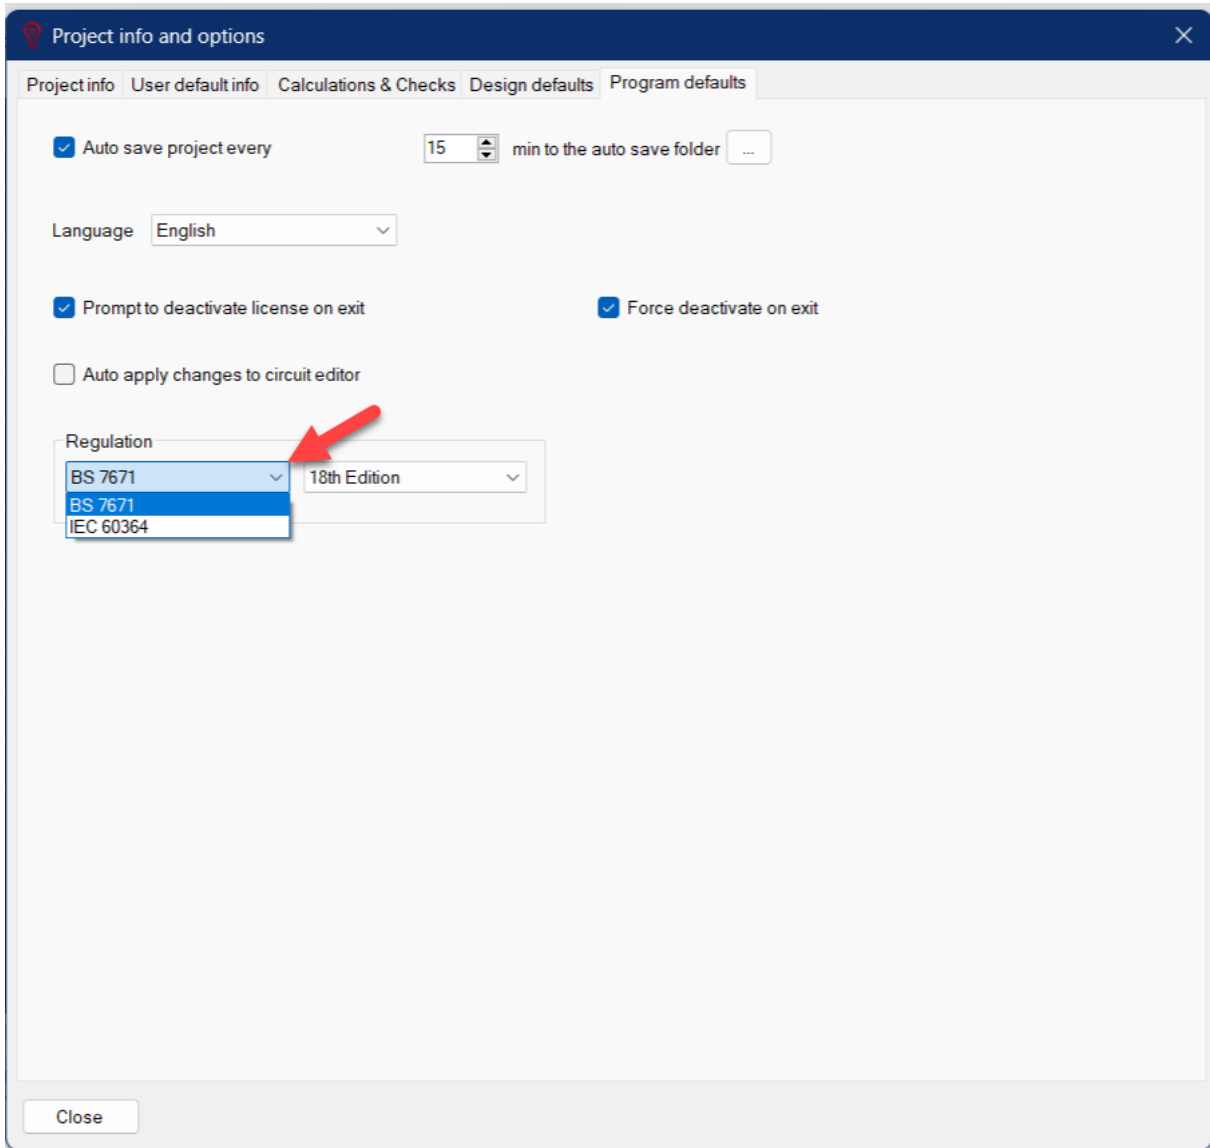 Project info and options
Project info User default info Calculations & Checks Design defaults Program defaults
Auto save project every 15 min to the auto save folder ...
Language English
Prompt to deactivate license on exit Force deactivate on exit
Auto apply changes to circuit editor
Regulation
BS 7671 18th Edition
BS 7671
IEC 60364
Close